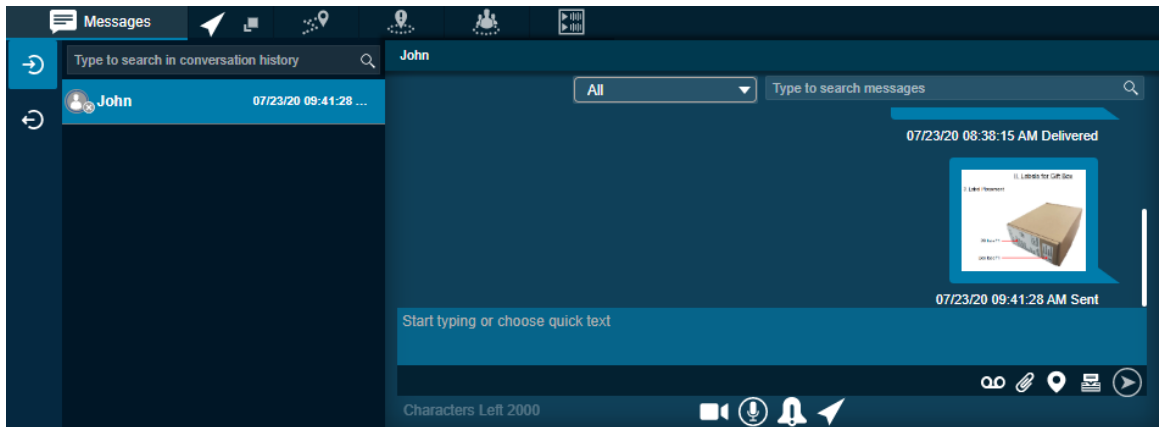 Messages
Type to search in conversation history
John
07/23/20 09:41:28 ...
John
All
Type to search messages
07/23/20 08:38:15 AM Delivered
II. Labels for Gift Box
07/23/20 09:41:28 AM Sent
Start typing or choose quick text
Characters Left 2000